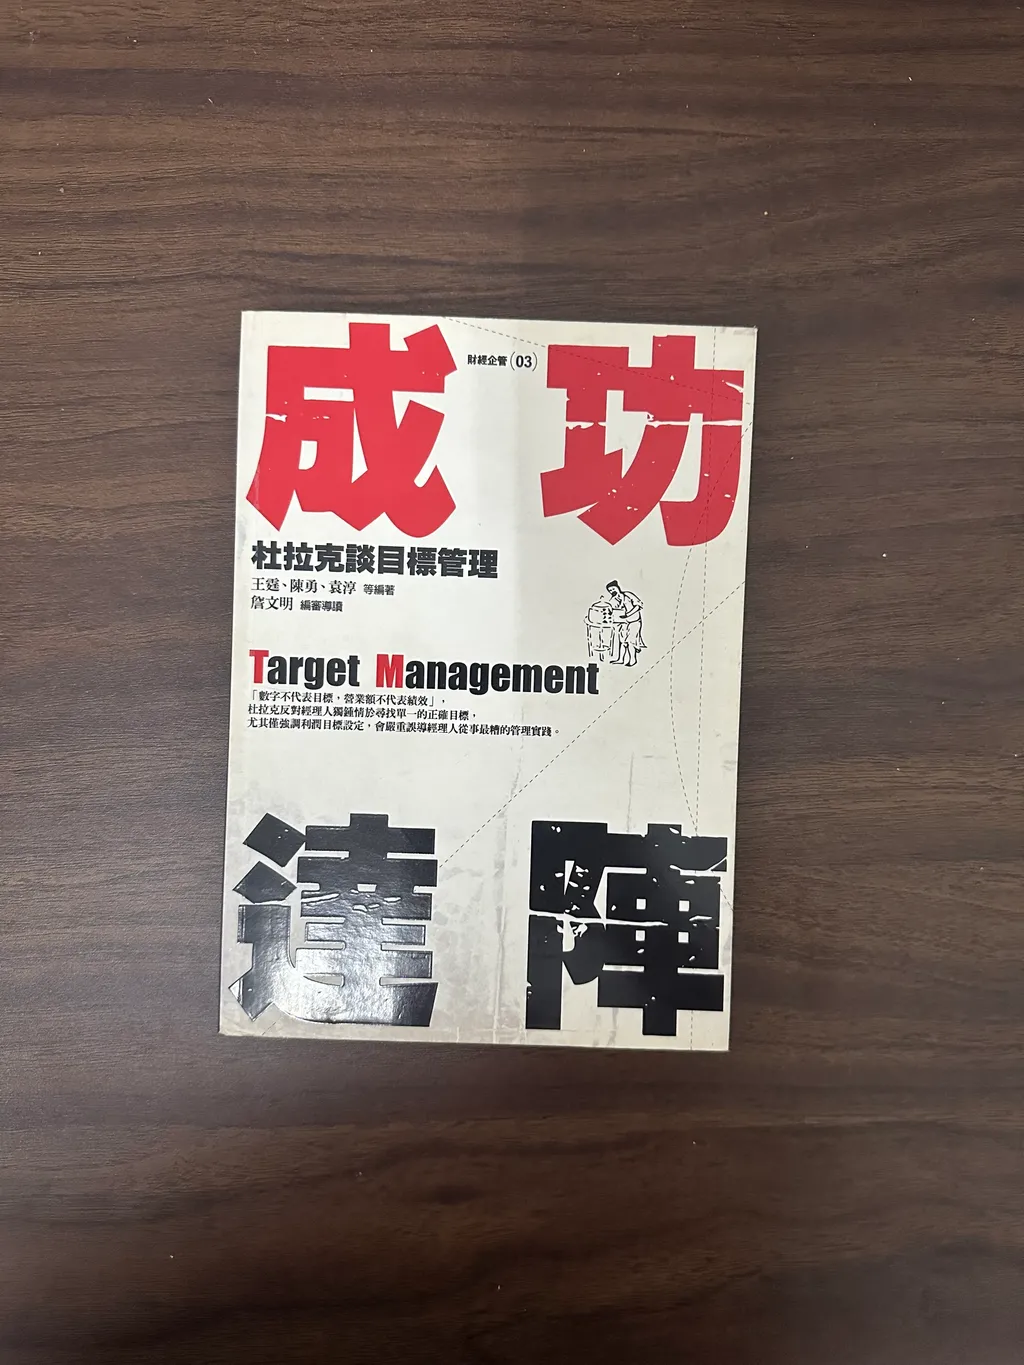 成功
財經企管 03
杜拉克談目標管理
王霆、陳勇、袁淳 等編著
詹文明 編審導讀
Target Management
「數字不代表目標，營業額不代表績效」，
杜拉克反對經理人獨鍾情於尋找單一的正確目標，
尤其僅強調利潤目標設定，會嚴重誤導經理人從事最糟的管理實踐。
達陣